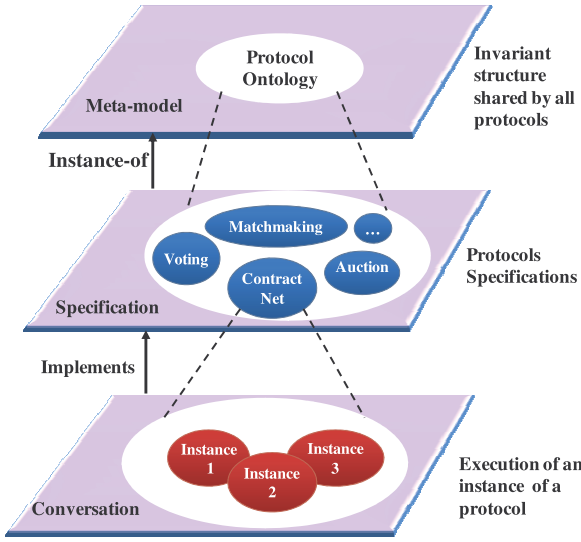 Protocol
Ontology
Meta-model
Invariant
structure
shared by all
protocols
Instance-of
Matchmaking
...
Voting
Auction
Contract
Net
Specification
Protocols
Specifications
Implements
Instance
1
Instance
2
Instance
3
Conversation
Execution of an
instance of a
protocol